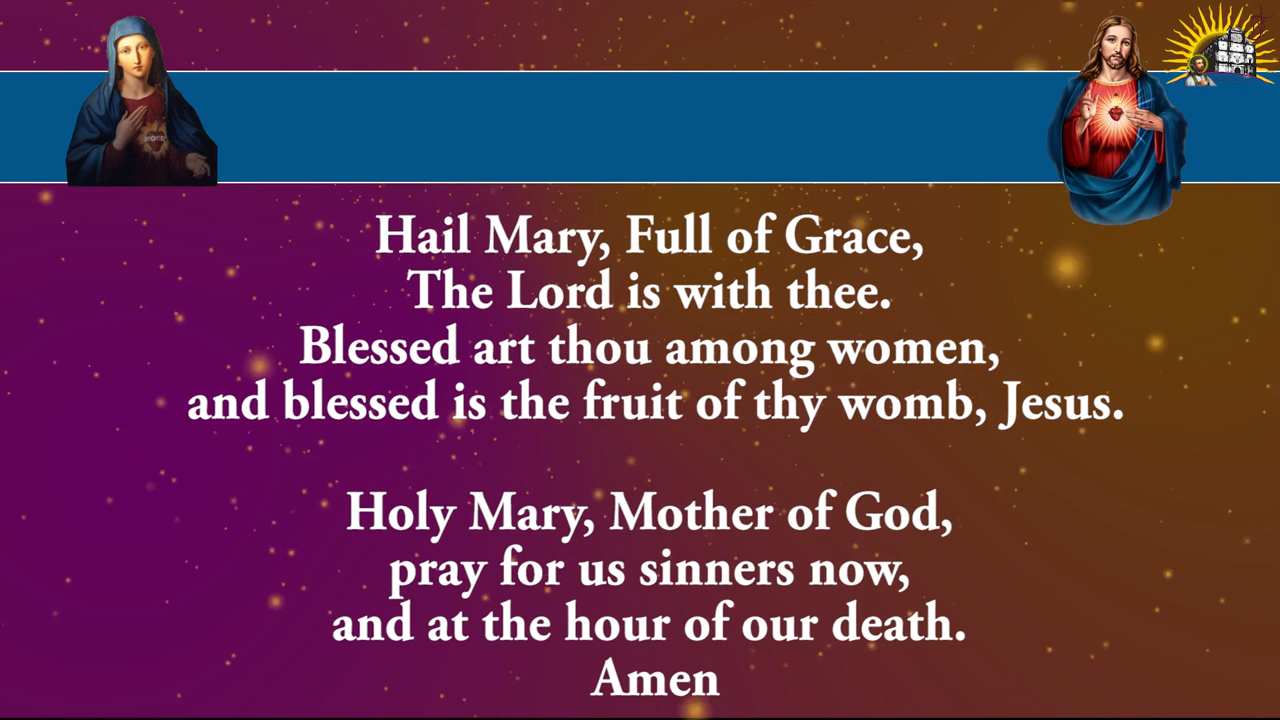 Hail Mary, Full of Grace,
The Lord is with thee.
Blessed art thou among women,
and blessed is the fruit of thy womb, Jesus.
Holy Mary, Mother of God,
pray for us sinners now,
and at the hour of our death.
Amen